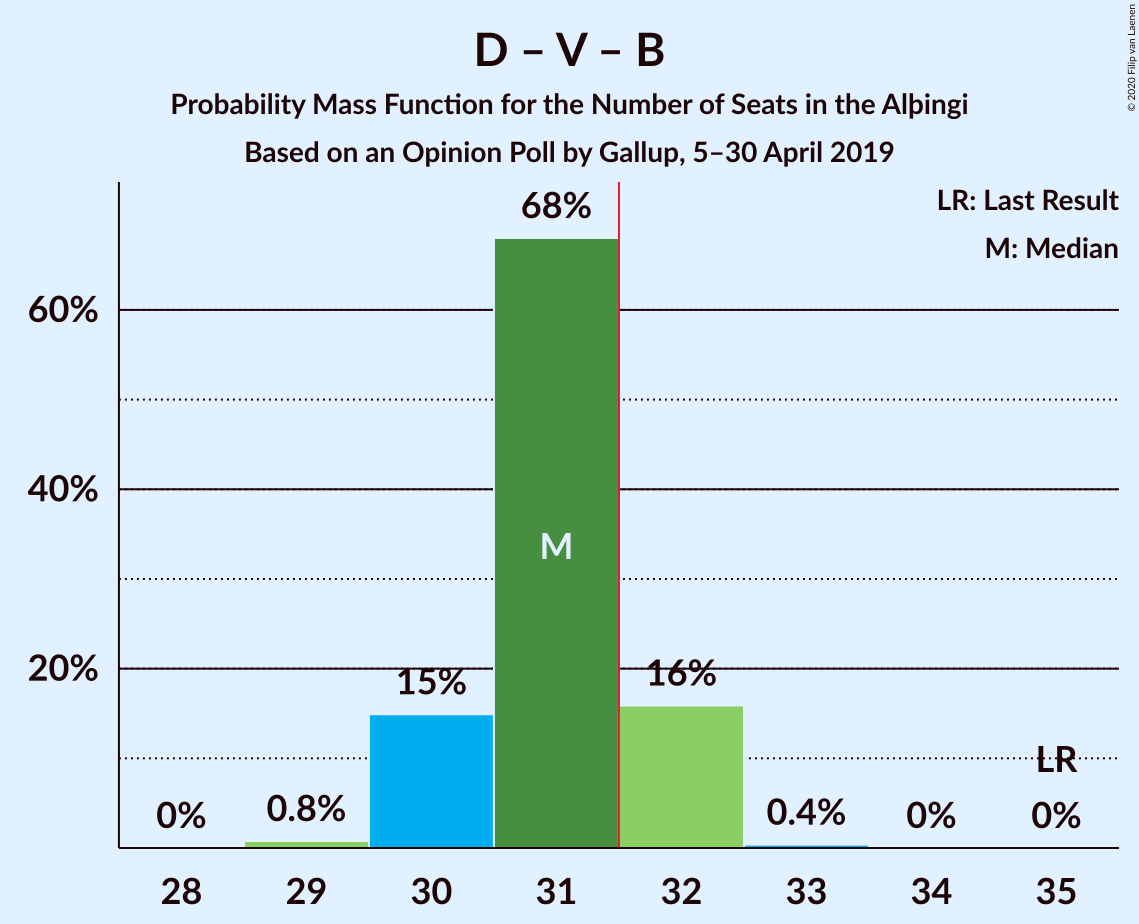 D – V – B
Probability Mass Function for the Number of Seats in the Alþingi
Based on an Opinion Poll by Gallup, 5–30 April 2019
© 2020 Filip van Laenen
LR: Last Result
M: Median
68%
60%
40%
M
20%
15%
16%
LR
0%
0.8%
0.4%
0%
0%
28
29
30
31
32
33
34
35